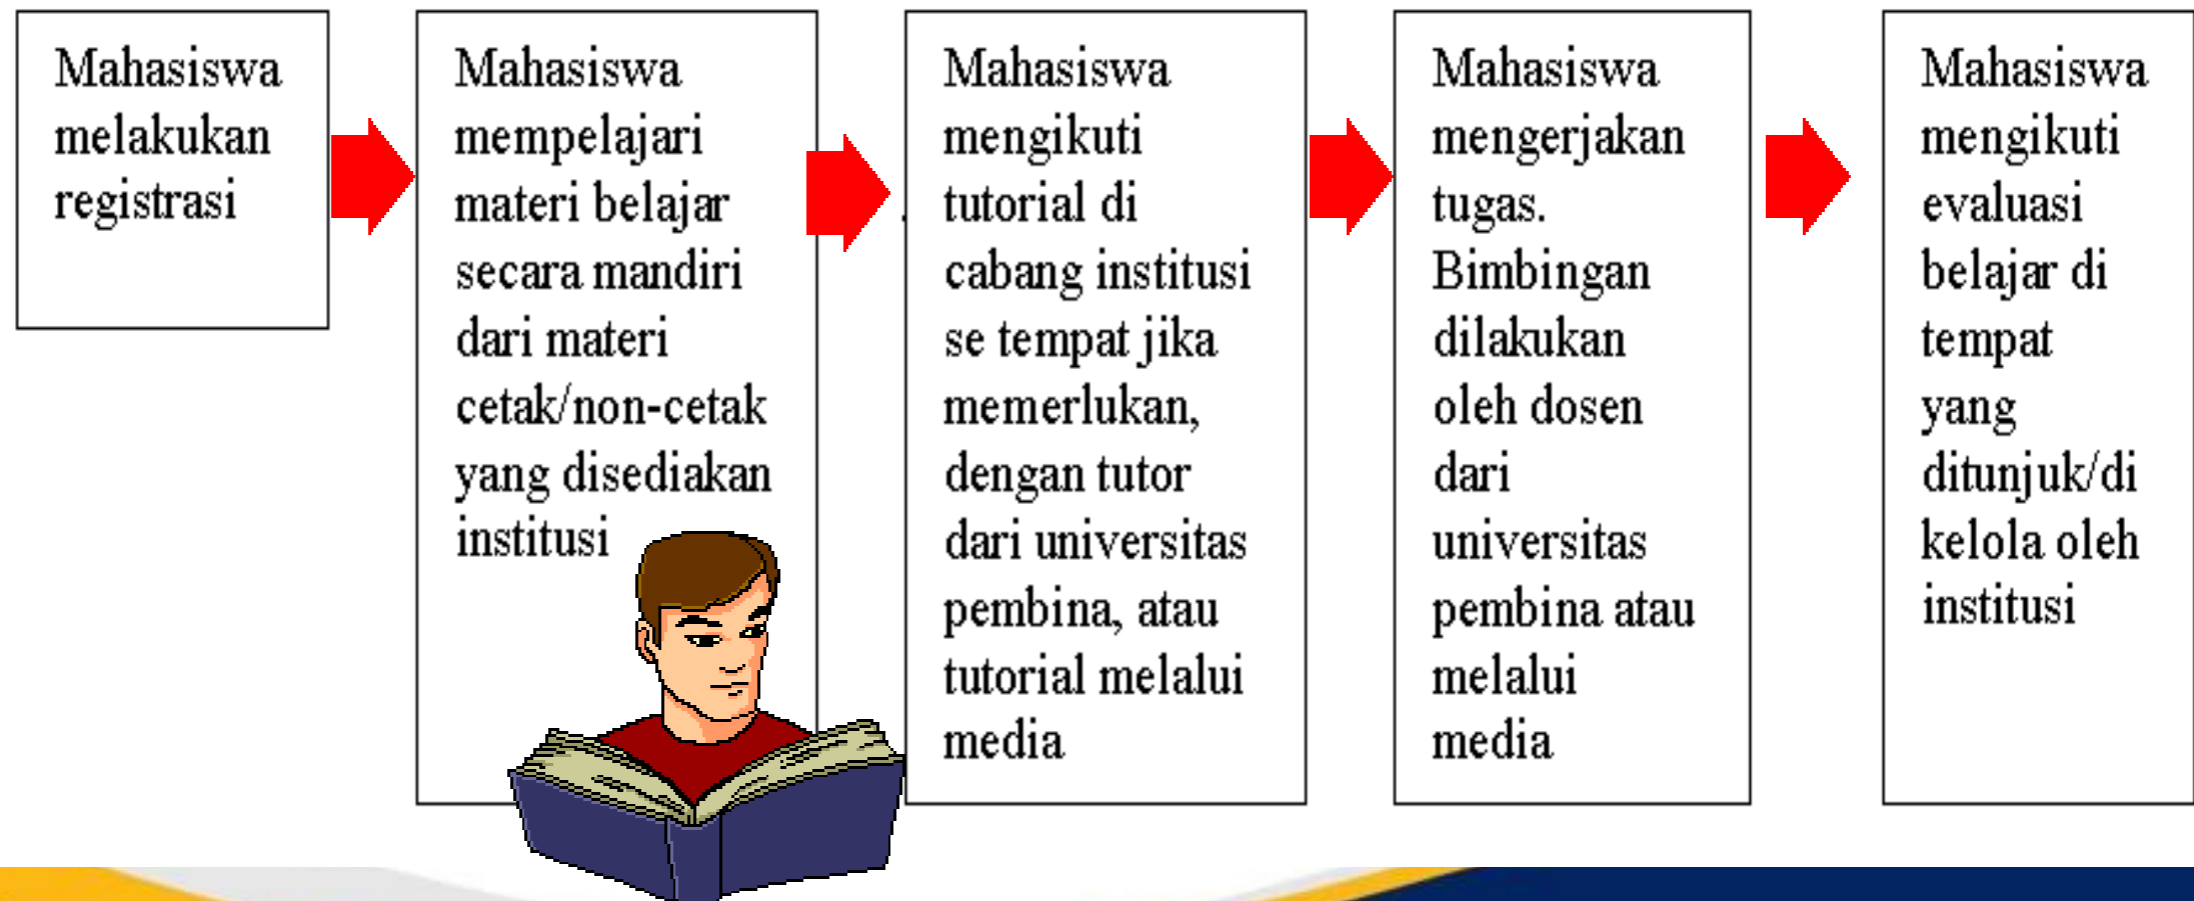 Mahasiswa
melakukan
registrasi
Mahasiswa
mempelajari
materi belajar
secara mandiri
dari materi
cetak/non-cetak
yang disediakan
institusi
Mahasiswa
mengikuti
tutorial di
cabang institusi
se tempat jika
memerlukan,
dengan tutor
dari universitas
pembina, atau
tutorial melalui
media
Mahasiswa
mengerjakan
tugas.
Bimbingan
dilakukan
oleh dosen
dari
universitas
pembina atau
melalui
media
Mahasiswa
mengikuti
evaluasi
belajar di
tempat
yang
ditunjuk/di
kelola oleh
institusi